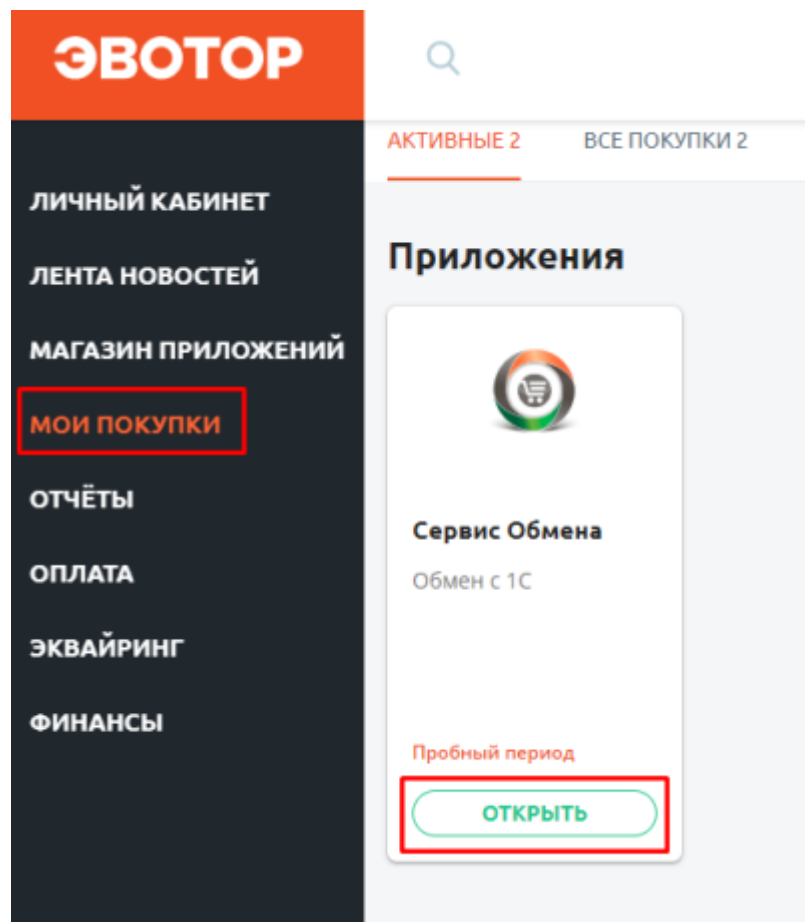 ЭВОТОР
АКТИВНЫЕ 2 ВСЕ ПОКУПКИ 2
ЛИЧНЫЙ КАБИНЕТ
ЛЕНТА НОВОСТЕЙ
МАГАЗИН ПРИЛОЖЕНИЙ
МОИ ПОКУПКИ
ОТЧЁТЫ
ОПЛАТА
ЭКВАЙРИНГ
ФИНАНСЫ
Приложения
Сервис Обмена
Обмен с 1С
Пробный период
ОТКРЫТЬ